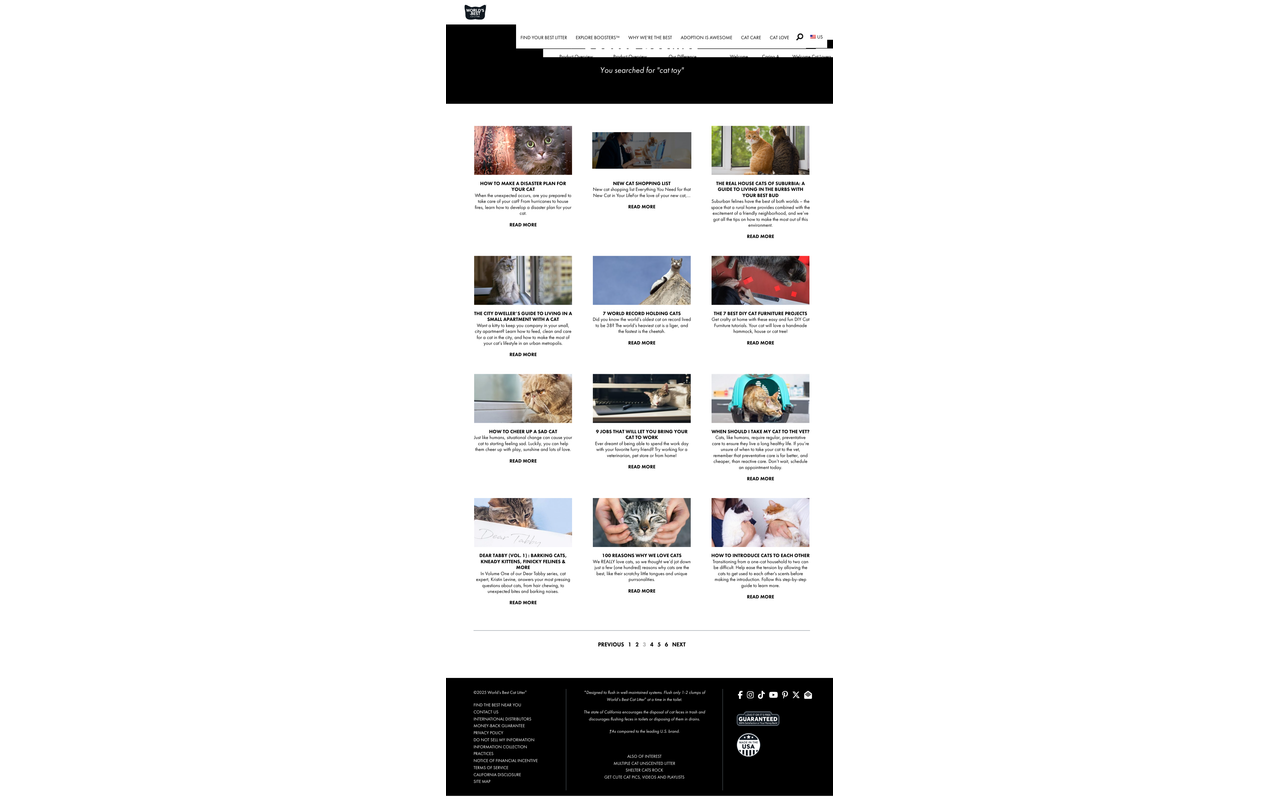 WORLD'S
BEST
FIND YOUR BEST LITTER EXPLORE BOOSTERS™ WHY WE'RE THE BEST ADOPTION IS AWESOME CAT CARE CAT LOVE US
Product Overview Product Overview Our Difference Welcome
You searched for "cat toy"
HOW TO MAKE A DISASTER PLAN FOR
YOUR CAT
When the unexpected occurs, are you prepared to
take care of your cat? From hurricanes to house
fires, learn how to develop a disaster plan for your
cat.
READ MORE
NEW CAT SHOPPING LIST
New cat shopping list Everything You Need for that
New Cat in Your LifeFor the love of your new cat,...
READ MORE
THE REAL HOUSE CATS OF SUBURBIA: A
GUIDE TO LIVING IN THE BURBS WITH
YOUR BEST BUD
Suburban felines have the best of both worlds – the
space that a rural home provides combined with the
excitement of a friendly neighborhood, and we've
got all the tips on how to make the most out of this
environment.
READ MORE
THE CITY DWELLER'S GUIDE TO LIVING IN A
SMALL APARTMENT WITH A CAT
Want a kitty to keep you company in your small,
city apartment? Learn how to feed, clean and care
for a cat in the city, and how to make the most of
your cat's lifestyle in an urban metropolis.
READ MORE
7 WORLD RECORD HOLDING CATS
Did you know the world's oldest cat on record lived
to be 38? The world's heaviest cat is a liger, and
the fastest is the cheetah.
READ MORE
THE 7 BEST DIY CAT FURNITURE PROJECTS
Get crafty at home with these easy and fun DIY Cat
Furniture tutorials. Your cat will love a handmade
hammock, house or cat tree!
READ MORE
HOW TO CHEER UP A SAD CAT
Just like humans, situational change can cause your
cat to starting feeling sad. Luckily, you can help
them cheer up with play, sunshine and lots of love.
READ MORE
9 JOBS THAT WILL LET YOU BRING YOUR
CAT TO WORK
Ever dreamt of being able to spend the work day
with your favorite furry friend? Try working for a
veterinarian, pet store or from home!
READ MORE
WHEN SHOULD I TAKE MY CAT TO THE VET?
Cats, like humans, require regular, preventative
care to ensure they live a long healthy life. If you're
unsure of when to take your cat to the vet,
remember that preventative care is far better, and
cheaper, than reactive care. Don't wait, schedule
an appointment today.
READ MORE
Dear Tabby
DEAR TABBY (VOL. 1): BARKING CATS,
KNEADY KITTENS, FINICKY FELINES &
MORE
In Volume One of our Dear Tabby series, cat
expert, Kristin Levine, answers your most pressing
questions about cats, from hair chewing, to
unexpected bites and barking noises.
READ MORE
100 REASONS WHY WE LOVE CATS
We REALLY love cats, so we thought we'd jot down
just a few (one hundred) reasons why cats are the
best, like their scratchy little tongues and unique
purrsonalities.
READ MORE
HOW TO INTRODUCE CATS TO EACH OTHER
Transitioning from a one-cat household to two can
be difficult. Help ease the tension by allowing the
cats to get used to each other's scents before
making the introduction. Follow this step-by-step
guide to learn more.
READ MORE
PREVIOUS 1 2 3 4 5 6 NEXT
©2025 World's Best Cat Litter®
FIND THE BEST NEAR YOU
CONTACT US
INTERNATIONAL DISTRIBUTORS
MONEY-BACK GUARANTEE
PRIVACY POLICY
DO NOT SELL MY INFORMATION
INFORMATION COLLECTION
PRACTICES
NOTICE OF FINANCIAL INCENTIVE
TERMS OF SERVICE
CALIFORNIA DISCLOSURE
SITE MAP
*Designed to flush in well-maintained systems. Flush only 1-2 clumps of
World's Best Cat Litter® at a time in the toilet.
The state of California encourages the disposal of cat feces in trash and
discourages flushing feces in toilets or disposing of them in drains.
‡As compared to the leading U.S. brand.
ALSO OF INTEREST
MULTIPLE CAT UNSCENTED LITTER
SHELTER CATS ROCK
GET CUTE CAT PICS, VIDEOS AND PLAYLISTS
GUARANTEED
MADE IN THE
USA